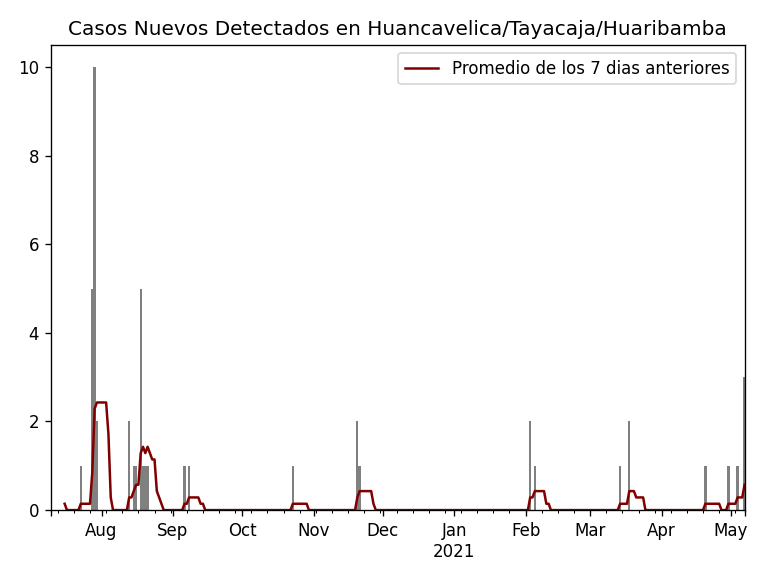 Casos Nuevos Detectados en Huancavelica/Tayacaja/Huaribamba
Promedio de los 7 dias anteriores
10
8
6
4
2
0
Aug Sep Oct Nov Dec Jan Feb Mar Apr May
2021